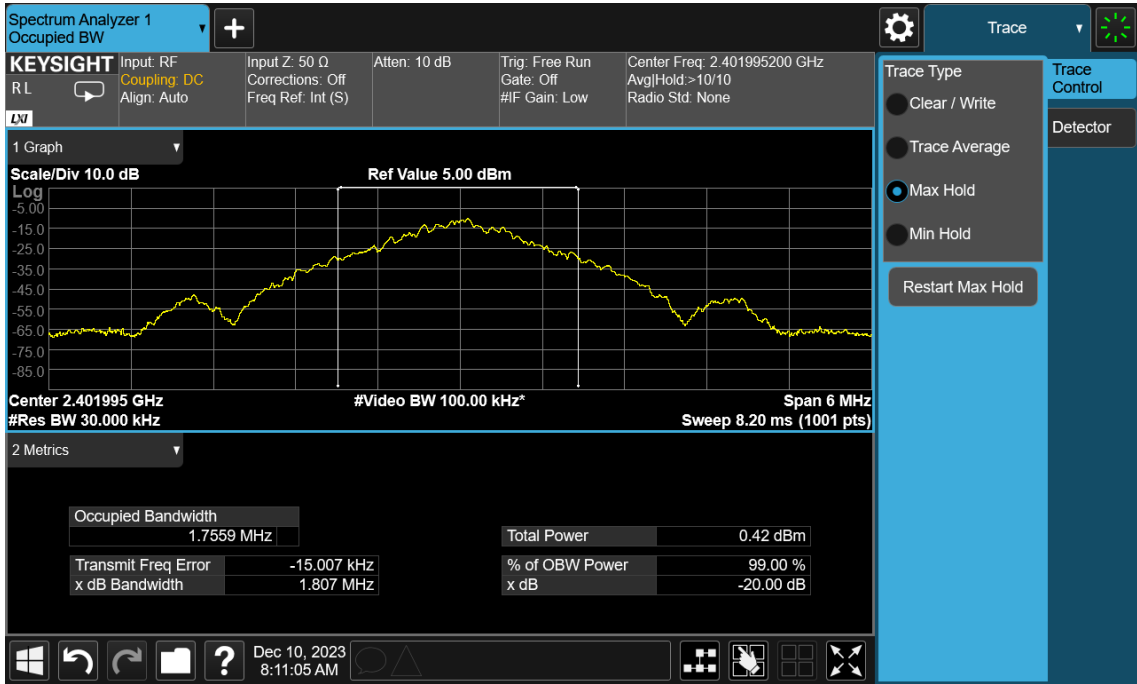 Spectrum Analyzer 1
Occupied BW
+
Trace
KEYSIGHT
R L
LXI
Input: RF
Coupling: DC
Align: Auto
Input Z: 50 Ω
Corrections: Off
Freq Ref: Int (S)
Atten: 10 dB
Trig: Free Run
Gate: Off
#IF Gain: Low
Center Freq: 2.401995200 GHz
Avg|Hold:>10/10
Radio Std: None
Trace Type
Clear / Write
Trace Average
Max Hold
Min Hold
Restart Max Hold
Trace
Control
Detector
1 Graph
Scale/Div 10.0 dB
Ref Value 5.00 dBm
Log
-5.00
-15.0
-25.0
-35.0
-45.0
-55.0
-65.0
-75.0
-85.0
Center 2.401995 GHz
#Video BW 100.00 kHz*
Span 6 MHz
#Res BW 30.000 kHz
Sweep 8.20 ms (1001 pts)
2 Metrics
Occupied Bandwidth
1.7559 MHz
Total Power 0.42 dBm
Transmit Freq Error -15.007 kHz
% of OBW Power 99.00 %
x dB Bandwidth 1.807 MHz
x dB -20.00 dB
?
Dec 10, 2023
8:11:05 AM